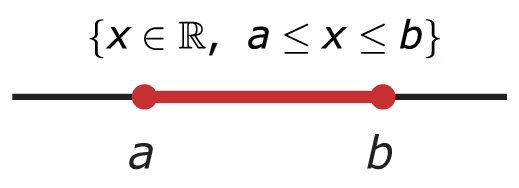 {x ∈ ℝ, a ≤ x ≤ b}
a b